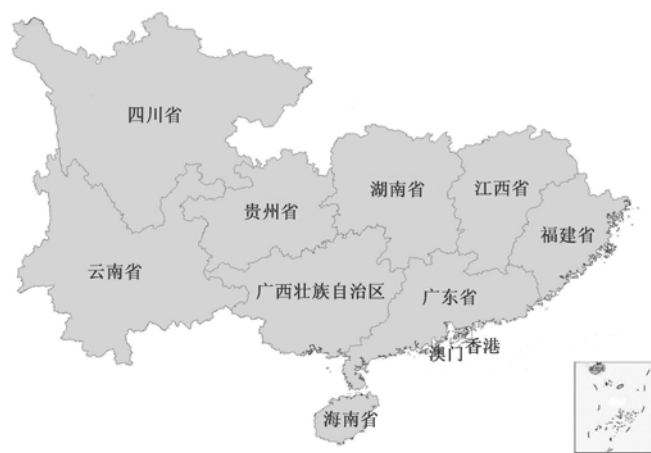 四川省
贵州省
湖南省
江西省
福建省
云南省
广西壮族自治区
广东省
澳门
香港
海南省